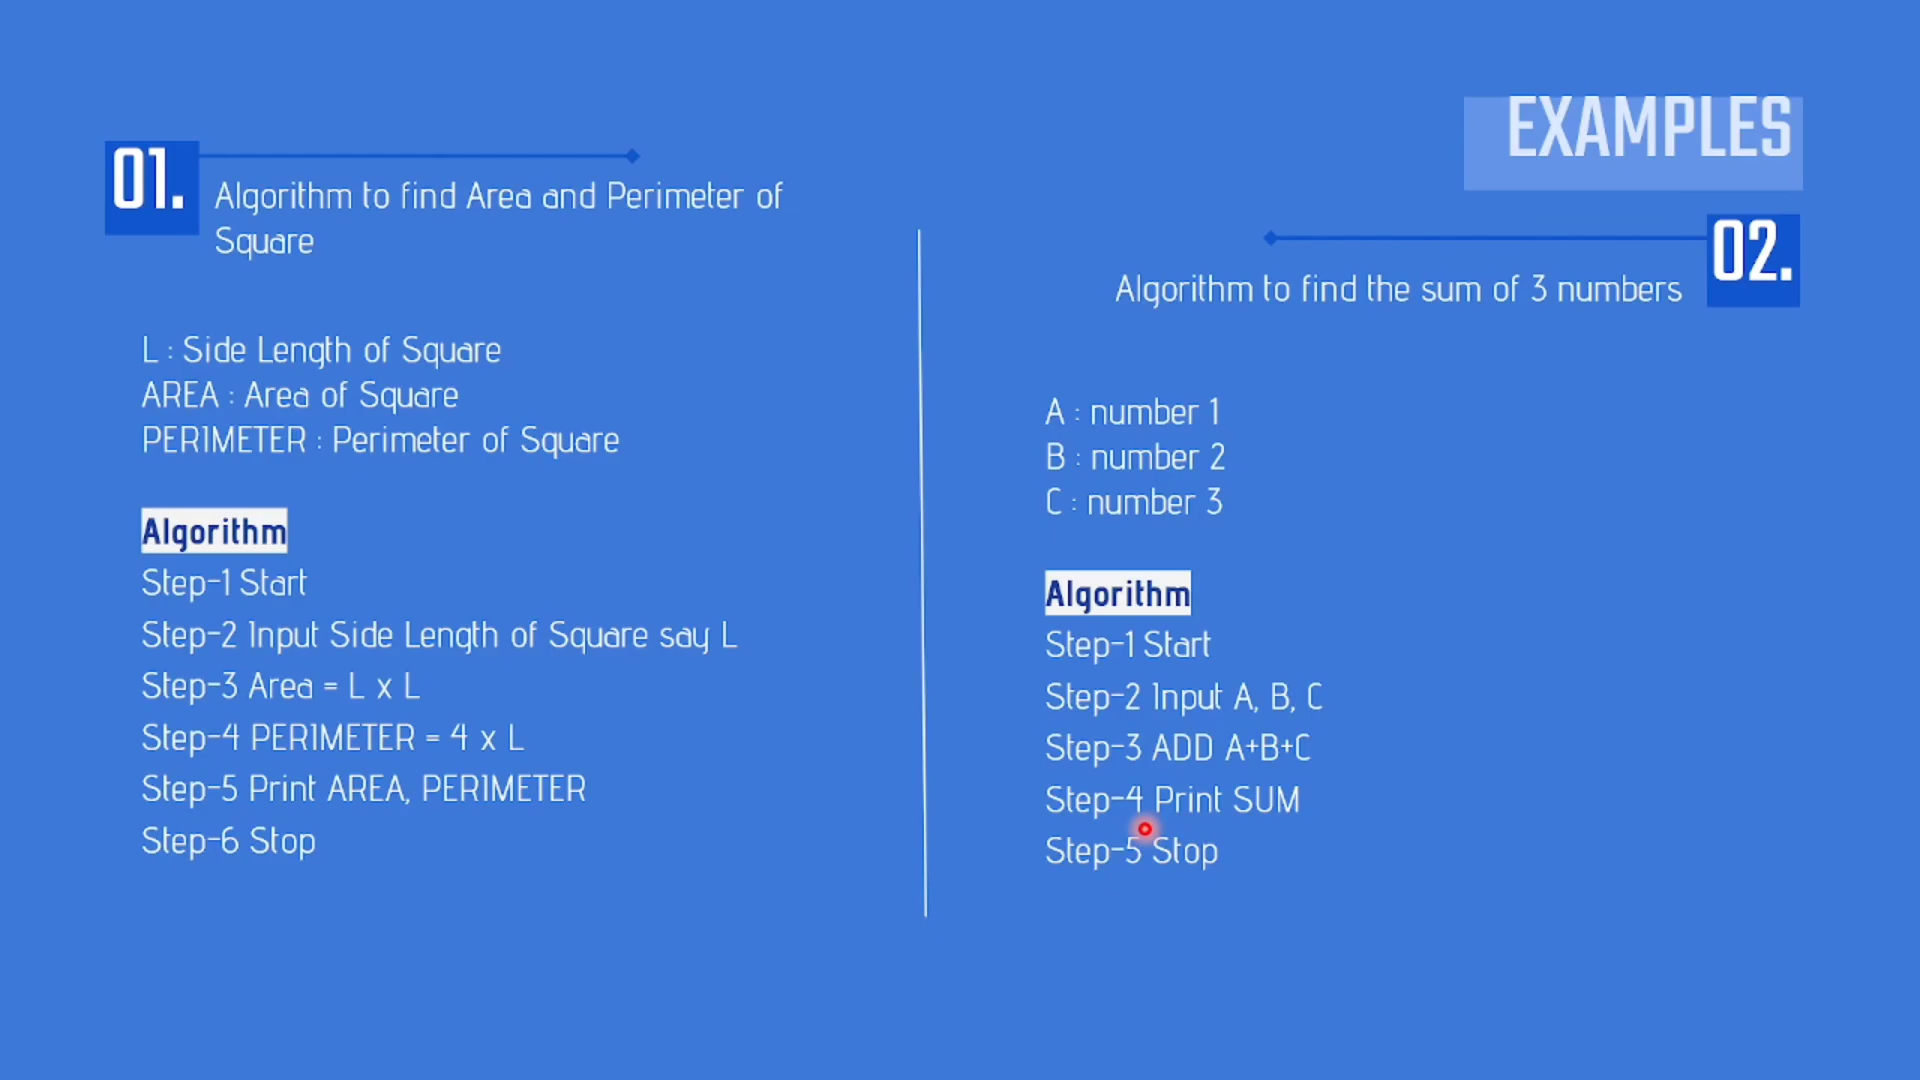 EXAMPLES
01.
Algorithm to find Area and Perimeter of
Square
L : Side Length of Square
AREA : Area of Square
PERIMETER : Perimeter of Square
Algorithm
Step-1 Start
Step-2 Input Side Length of Square say L
Step-3 Area = L x L
Step-4 PERIMETER = 4 x L
Step-5 Print AREA, PERIMETER
Step-6 Stop
02.
Algorithm to find the sum of 3 numbers
A : number 1
B : number 2
C : number 3
Algorithm
Step-1 Start
Step-2 Input A, B, C
Step-3 ADD A+B+C
Step-4 Print SUM
Step-5 Stop